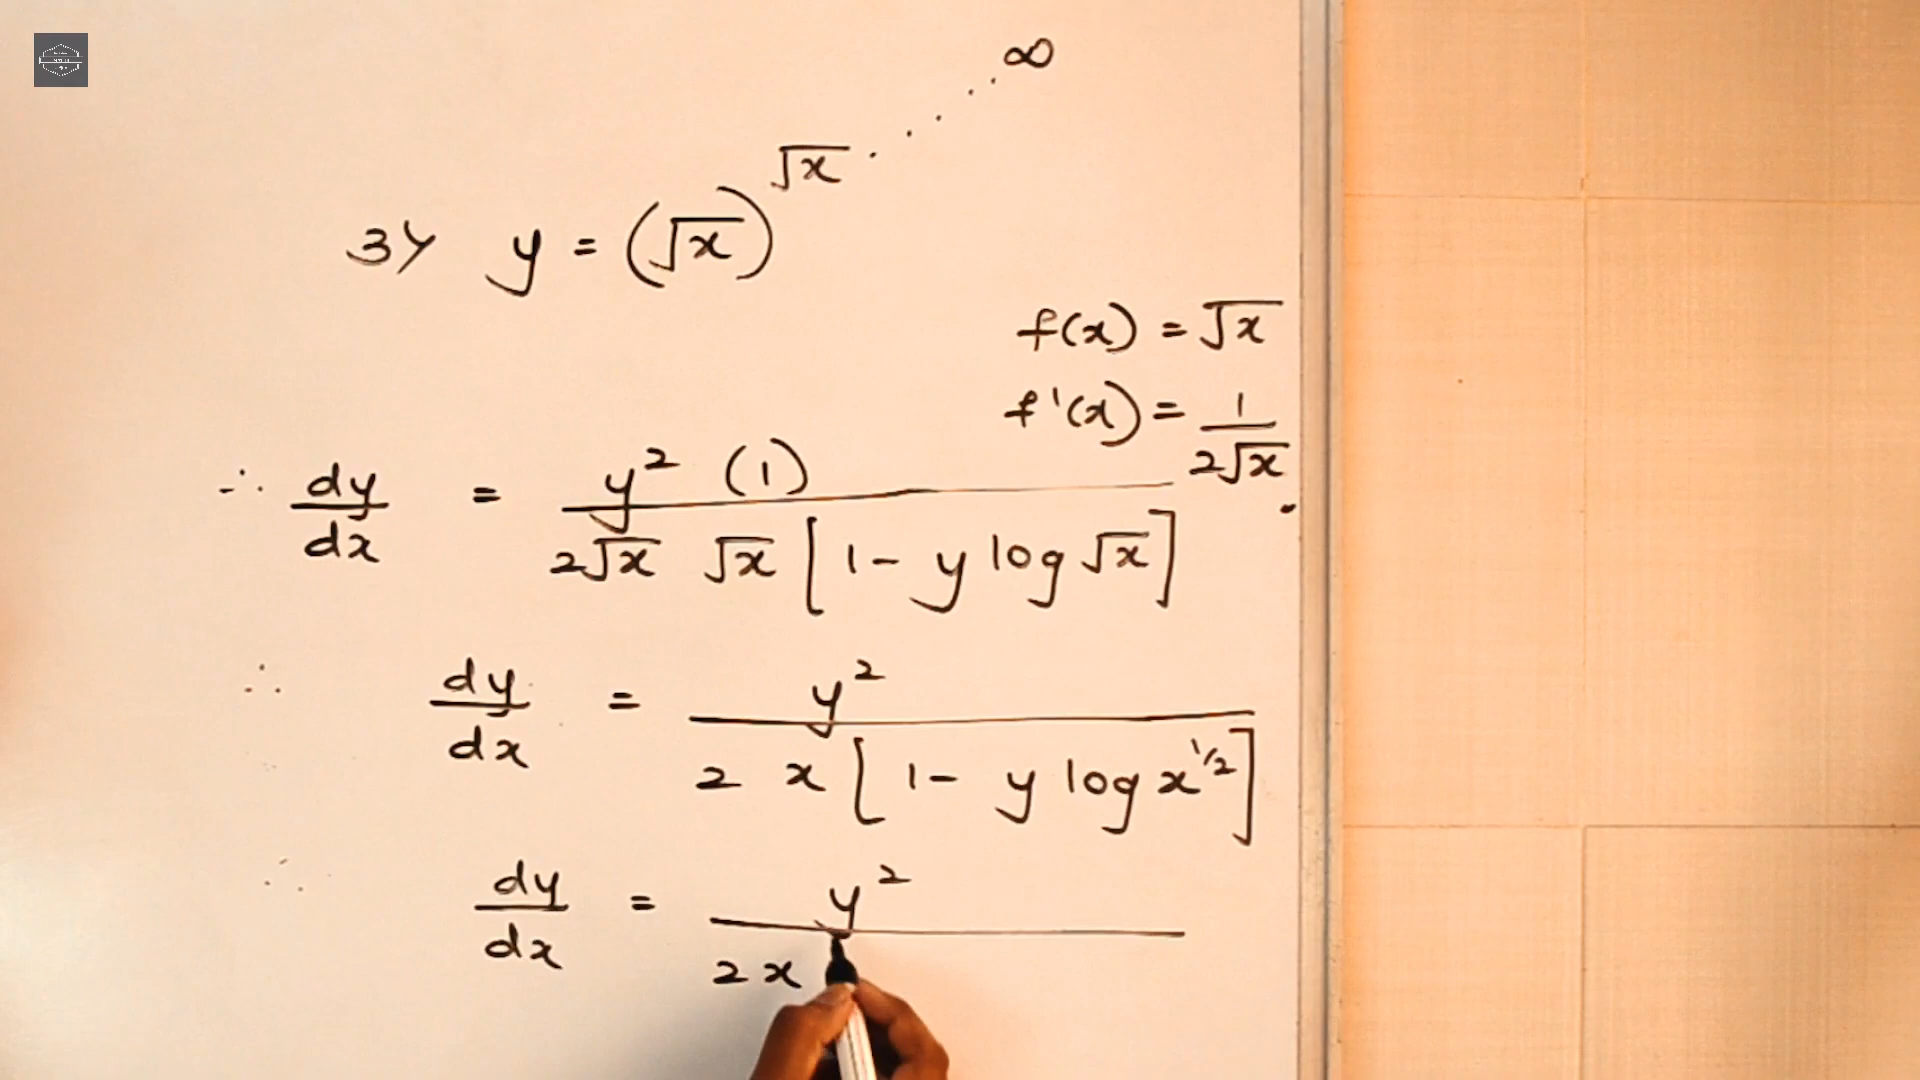 3) y = (√x)^√x.....∞
f(x) = √x
f'(x) = 1/2√x
∴ dy/dx = y² (1) / 2√x √x [1 - y log √x]
∴ dy/dx = y² / 2 x [1 - y log x^1/2]
∴ dy/dx = y² / 2x